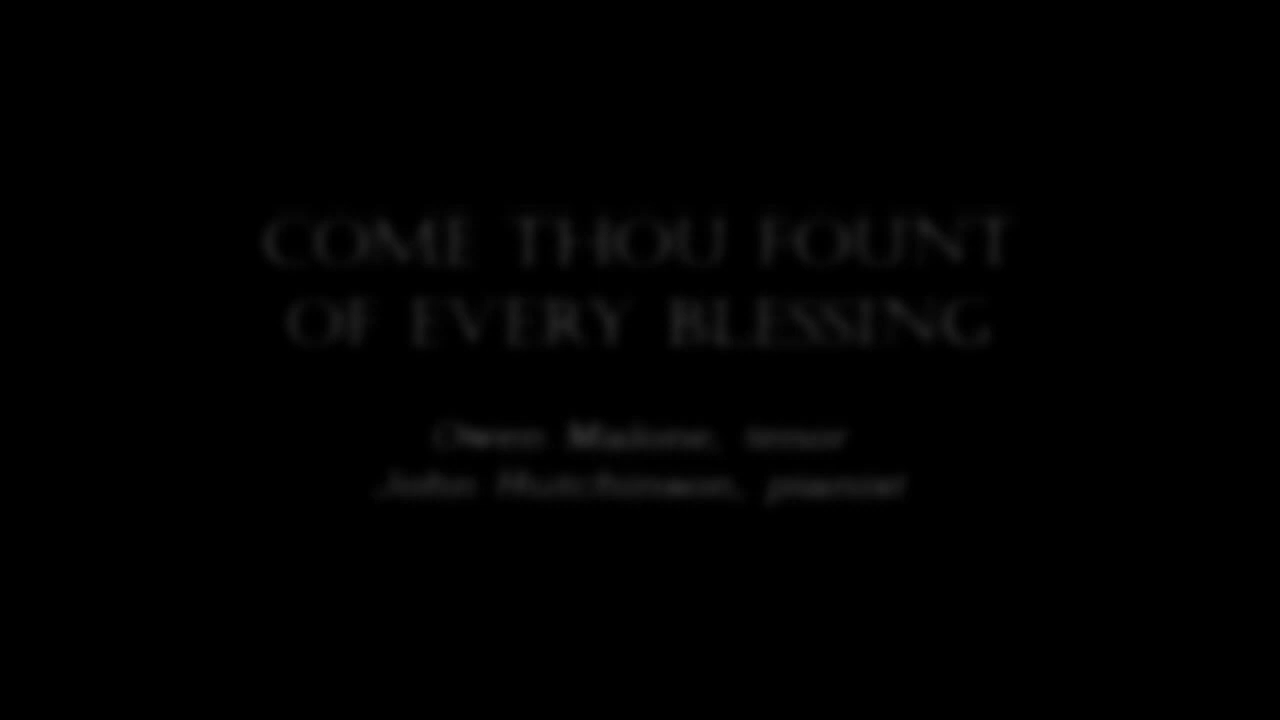 COME THOU FOUNT
OF EVERY BLESSING
Owen Malone, tenor
John Hutchinson, pianist